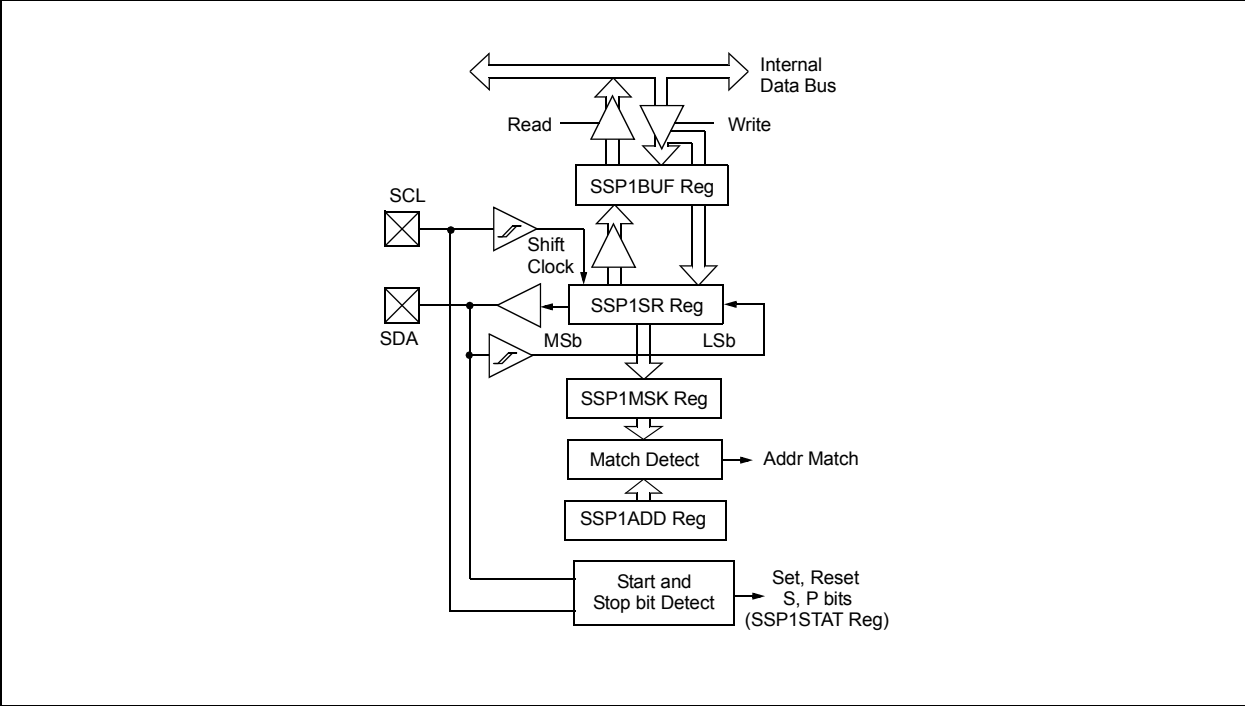 Internal
Data Bus
Read
Write
SSP1BUF Reg
SCL
Shift
Clock
SSP1SR Reg
SDA
MSb
LSb
SSP1MSK Reg
Match Detect
Addr Match
SSP1ADD Reg
Start and
Stop bit Detect
Set, Reset
S, P bits
(SSP1STAT Reg)